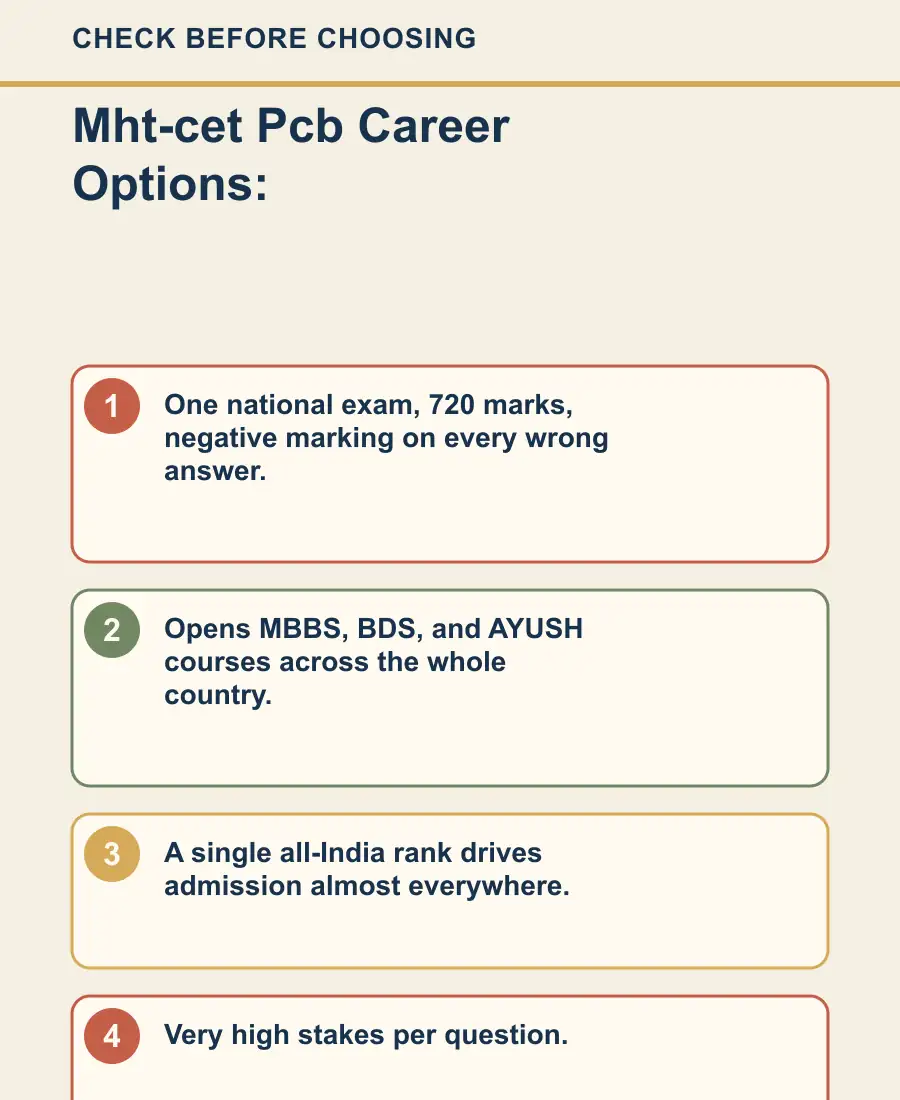 CHECK BEFORE CHOOSING
Mht-cet Pcb Career
Options:
1
One national exam, 720 marks,
negative marking on every wrong
answer.
2
Opens MBBS, BDS, and AYUSH
courses across the whole
country.
3
A single all-India rank drives
admission almost everywhere.
4
Very high stakes per question.